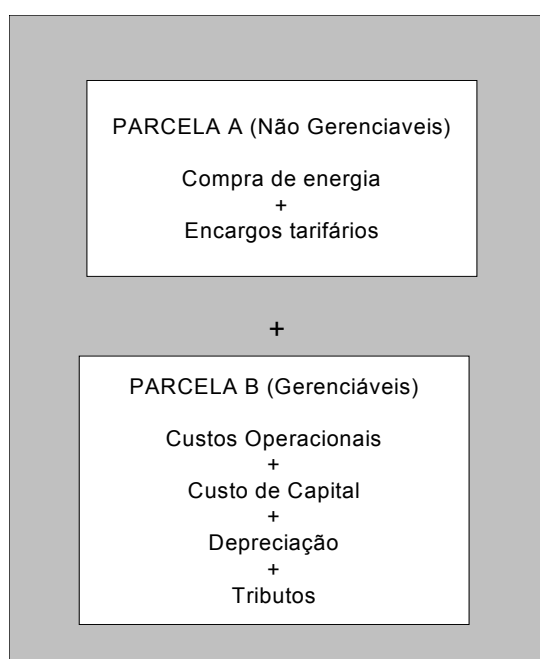 PARCELA A (Não Gerenciaveis)
Compra de energia
+
Encargos tarifários
+
PARCELA B (Gerenciáveis)
Custos Operacionais
+
Custo de Capital
+
Depreciação
+
Tributos